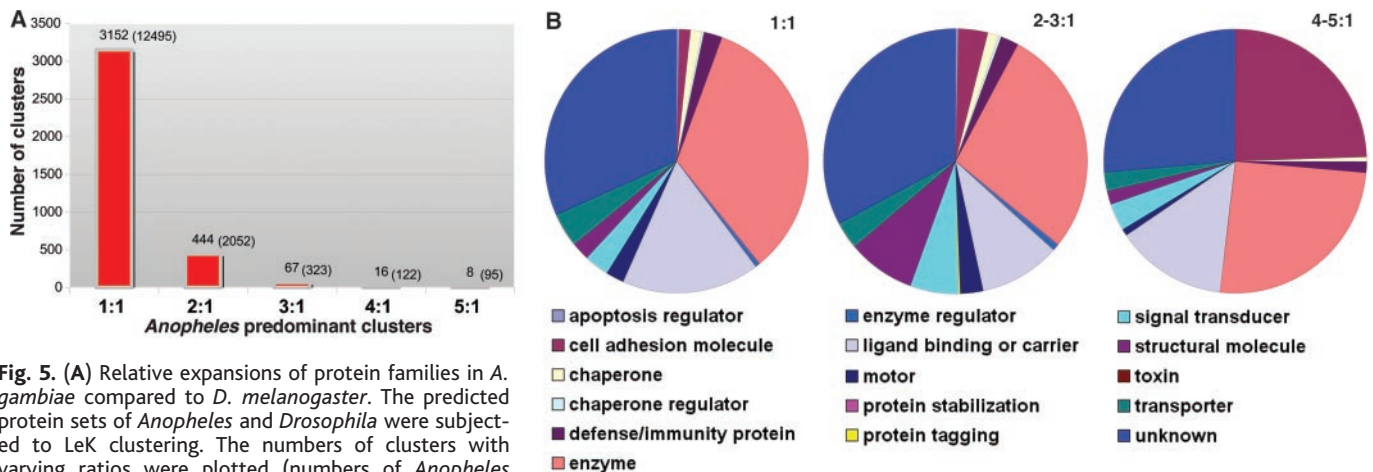 A
3500
3000
2500
2000
1500
1000
500
0
Number of clusters
3152 (12495)
444 (2052)
67 (323)
16 (122)
8 (95)
1:1
2:1
3:1
4:1
5:1
Anopheles predominant clusters
Fig. 5. (A) Relative expansions of protein families in A.
gambiae compared to D. melanogaster. The predicted
protein sets of Anopheles and Drosophila were subject-
ed to LeK clustering. The numbers of clusters with
varying ratios were plotted (numbers of Anopheles
B
1:1
2-3:1
4-5:1
apoptosis regulator
cell adhesion molecule
chaperone
chaperone regulator
defense/immunity protein
enzyme
enzyme regulator
ligand binding or carrier
motor
protein stabilization
protein tagging
signal transducer
structural molecule
toxin
transporter
unknown